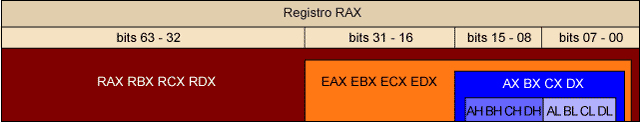 Registro RAX
bits 63 - 32 bits 31 - 16 bits 15 - 08 bits 07 - 00
RAX RBX RCX RDX EAX EBX ECX EDX AX BX CX DX
AH BH CH DH AL BL CL DL